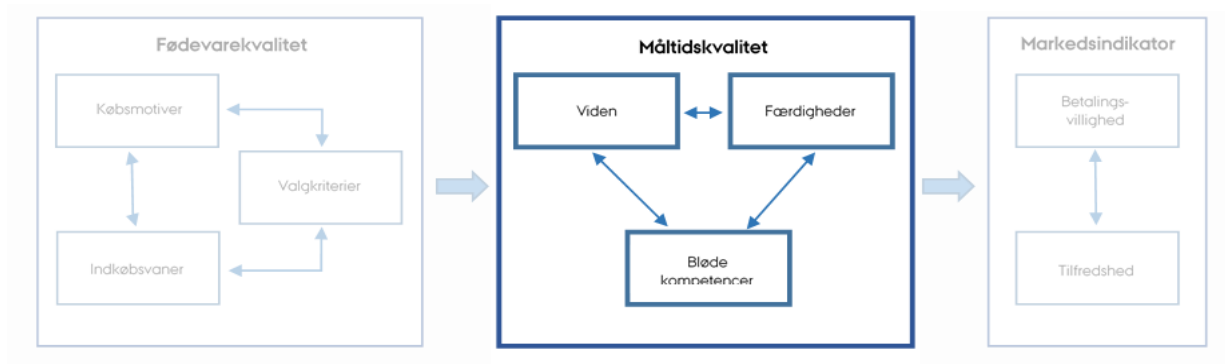 Fødevarekvalitet
Købsmotiver
Valgkriterier
Indkøbsvaner
Måltidskvalitet
Viden
Færdigheder
Bløde
kompetencer
Markedsindikator
Betalings-
villighed
Tilfredshed